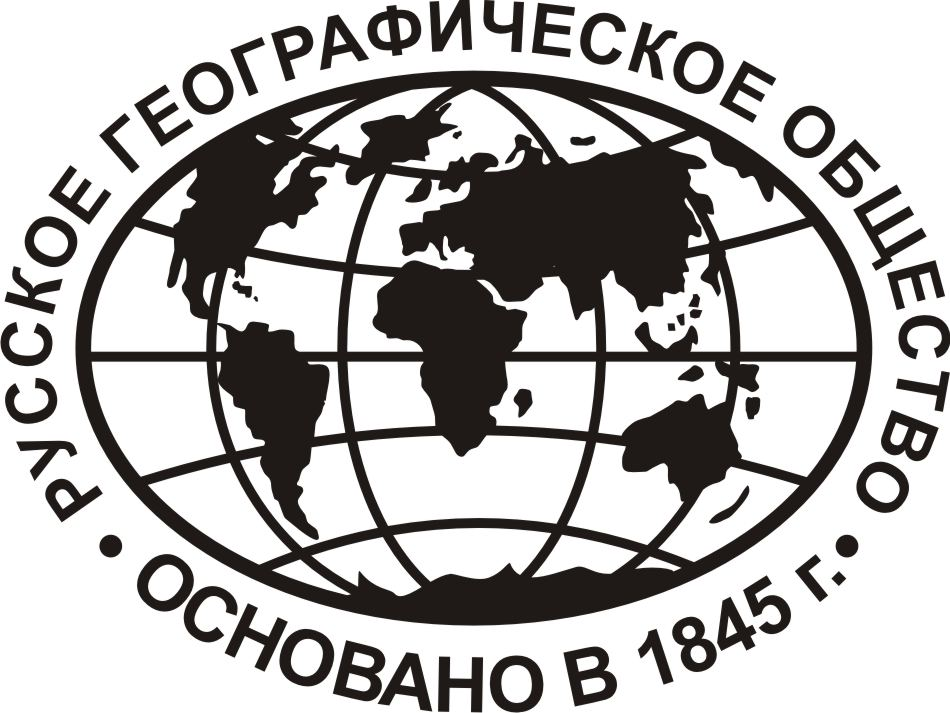 РУССКОЕ ГЕОГРАФИЧЕСКОЕ ОБЩЕСТВО
• ОСНОВАНО В 1845 г. •